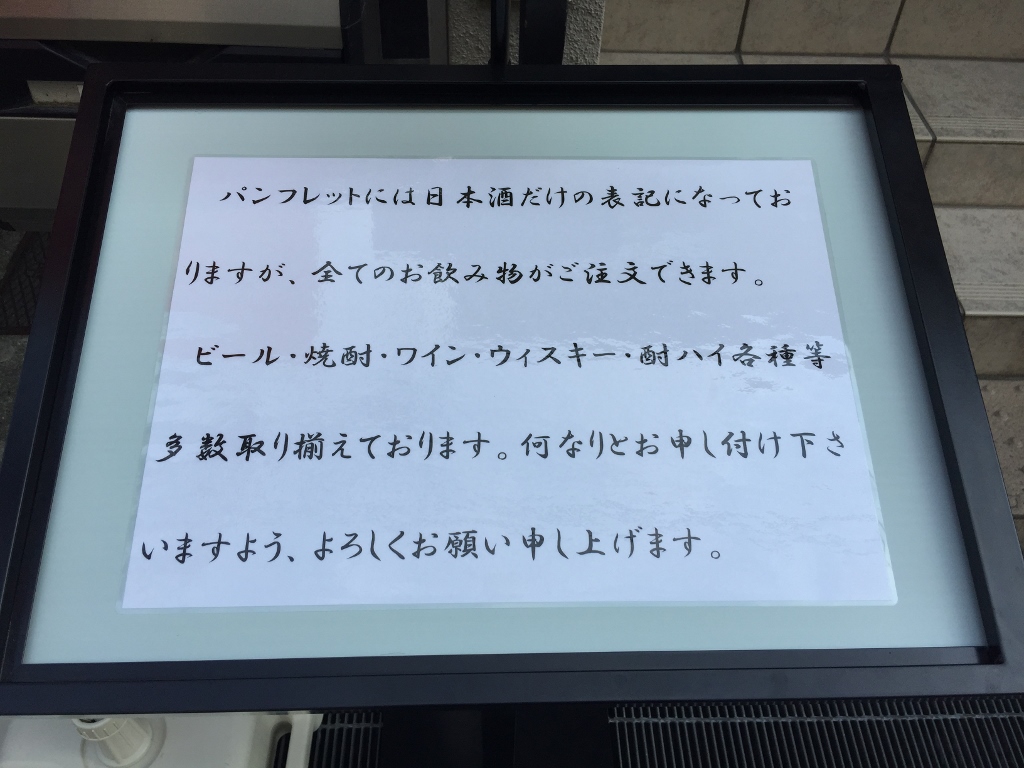 パンフレットには日本酒だけの表記になってお
りますが、全てのお飲み物がご注文できます。
ビール・焼酎・ワイン・ウィスキー・酎ハイ各種等
多数取り揃えております。何なりとお申し付け下さ
いますよう、よろしくお願い申し上げます。